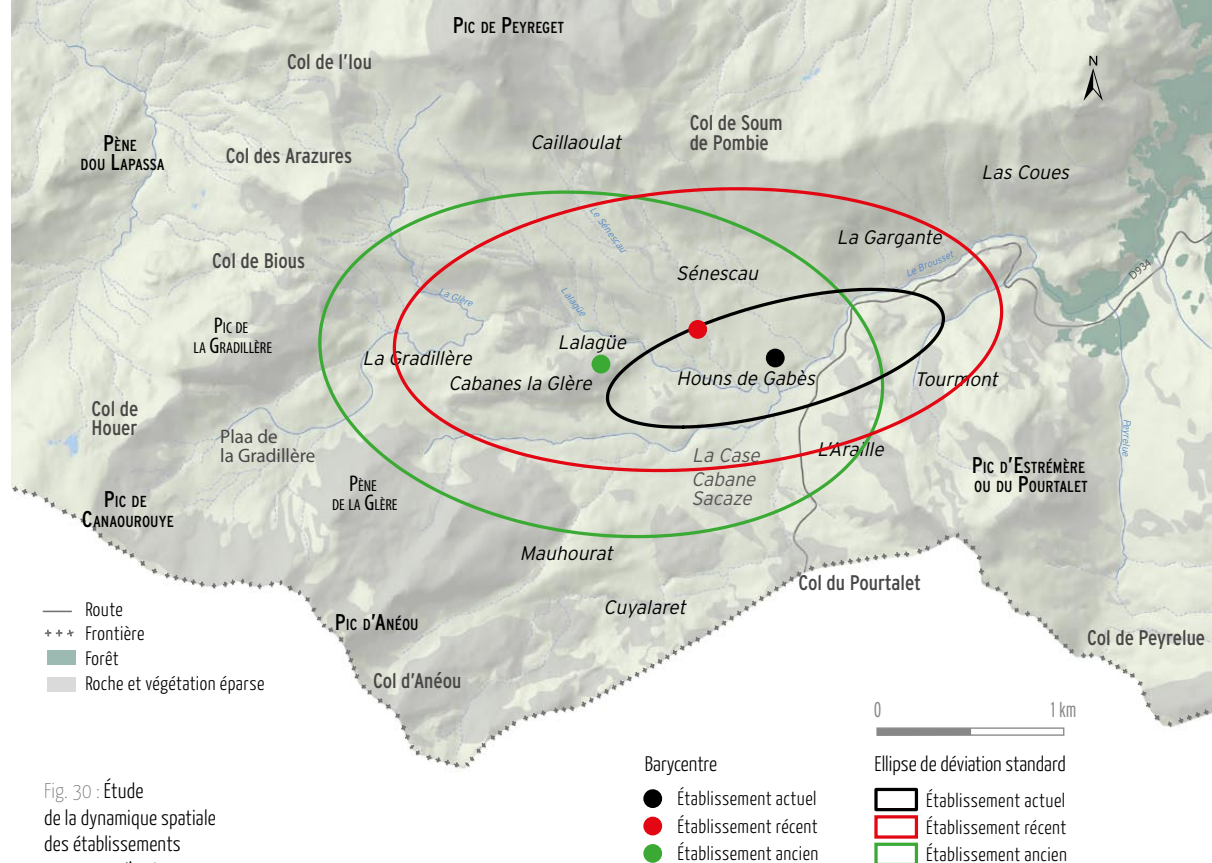 PIC DE PEYREGET
Col de l'Iou
N
PÈNE
DOU LAPASSA
Col des Arazures
Caillaoulat
Col de Soum
de Pombie
Las Coues
Le Sénescau
La Gargante
Le Brousset
D934
Col de Bious
Sénescau
La Glère
Lalagüe
PIC DE
LA GRADILLÈRE
La Gradillère
Lalagüe
Cabanes la Glère
Houns de Gabès
Tourmont
Col de
Houer
Plaa de
la Gradillère
Peyrelue
La Case
Cabane
Sacaze
L'Araille
PIC D'ESTRÉMÈRE
OU DU POURTALET
PÈNE
DE LA GLÈRE
PIC DE
CANAOUROUYE
Mauhourat
Col du Pourtalet
Cuyalaret
PIC D'ANÉOU
Col de Peyrelue
Col d'Anéou
Route
Frontière
Forêt
Roche et végétation éparse
0 1 km
Fig. 30 : Étude
de la dynamique spatiale
des établissements
Barycentre
Établissement actuel
Établissement récent
Établissement ancien
Ellipse de déviation standard
Établissement actuel
Établissement récent
Établissement ancien